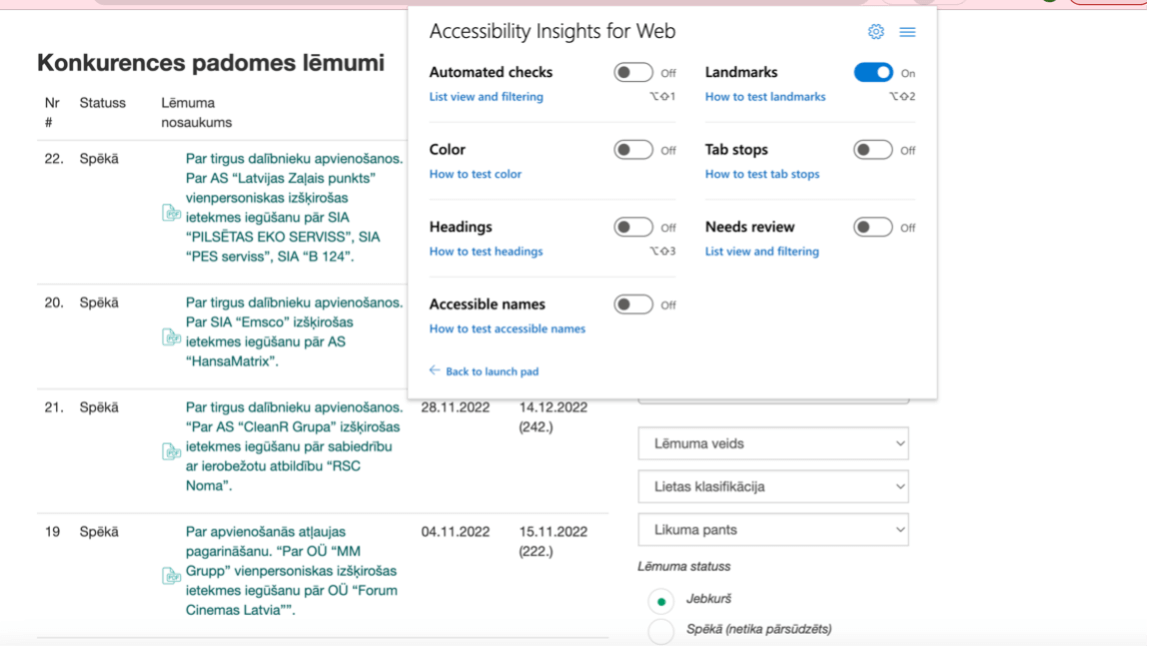 Konkurences padomes lēmumi
Nr
#
Statuss
Lēmuma
nosaukums
22.
Spēkā
Par tirgus dalībnieku apvienošanos.
Par AS “Latvijas Zaļais punkts”
vienpersoniskas izšķirošas
ietekmes iegūšanu pār SIA
“PILSĒTAS EKO SERVISS”, SIA
“PES serviss”, SIA “B 124”.
20.
Spēkā
Par tirgus dalībnieku apvienošanos.
Par SIA “Emsco” izšķirošas
ietekmes iegūšanu pār AS
“HansaMatrix”.
21.
Spēkā
Par tirgus dalībnieku apvienošanos.
“Par AS “CleanR Grupa” izšķirošas
ietekmes iegūšanu pār sabiedrību
ar ierobežotu atbildību “RSC
Noma”.
28.11.2022
14.12.2022
(242.)
19
Spēkā
Par apvienošanās atļaujas
pagarināšanu. “Par OÜ “MM
Grupp” vienpersoniskas izšķirošas
ietekmes iegūšanu pār OÜ “Forum
Cinemas Latvia””.
04.11.2022
15.11.2022
(222.)
Accessibility Insights for Web
Automated checks
Off
List view and filtering
⌥⇧1
Landmarks
On
How to test landmarks
⌥⇧2
Color
Off
How to test color
Tab stops
Off
How to test tab stops
Headings
Off
How to test headings
⌥⇧3
Needs review
Off
List view and filtering
Accessible names
Off
How to test accessible names
← Back to launch pad
Lēmuma veids
Lietas klasifikācija
Likuma pants
Lēmuma statuss
Jebkurš
Spēkā (netika pārsūdzēts)